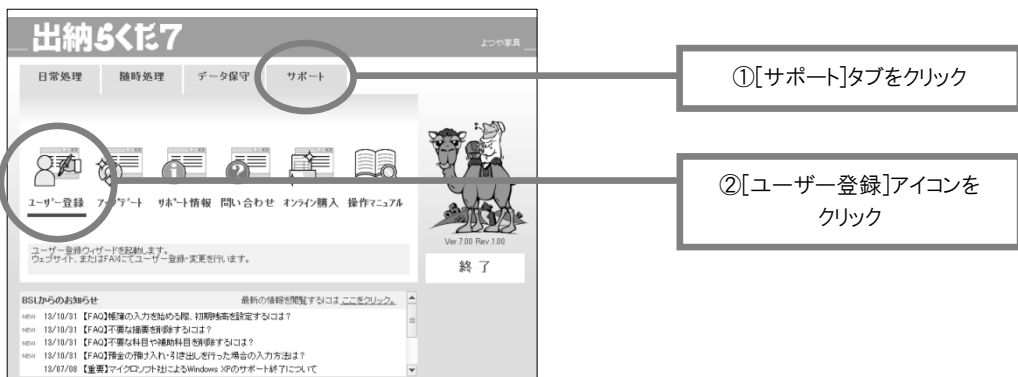 出納らくだ7
よつや家具
日常処理 随時処理 データ保守 サポート
①[サポート]タブをクリック
ユーザー登録 アップデート サポート情報 問い合わせ オンライン購入 操作マニュアル
②[ユーザー登録]アイコンを
クリック
Ver.7.00 Rev.1.00
ユーザー登録ウィザードを起動します。
ウェブサイト、またはFAXにてユーザー登録・変更を行います。
終了
BSLからのお知らせ 最新の情報を閲覧するには ここをクリック。
NEW 13/10/31 【FAQ】帳簿の入力を始める際、初期残高を設定するには？
NEW 13/10/31 【FAQ】不要な摘要を削除するには？
NEW 13/10/31 【FAQ】不要な科目や補助科目を削除するには？
NEW 13/10/31 【FAQ】預金の預け入れ・引き出しを行った場合の入力方法は？
13/07/08 【重要】マイクロソフト社によるWindows XPのサポート終了について